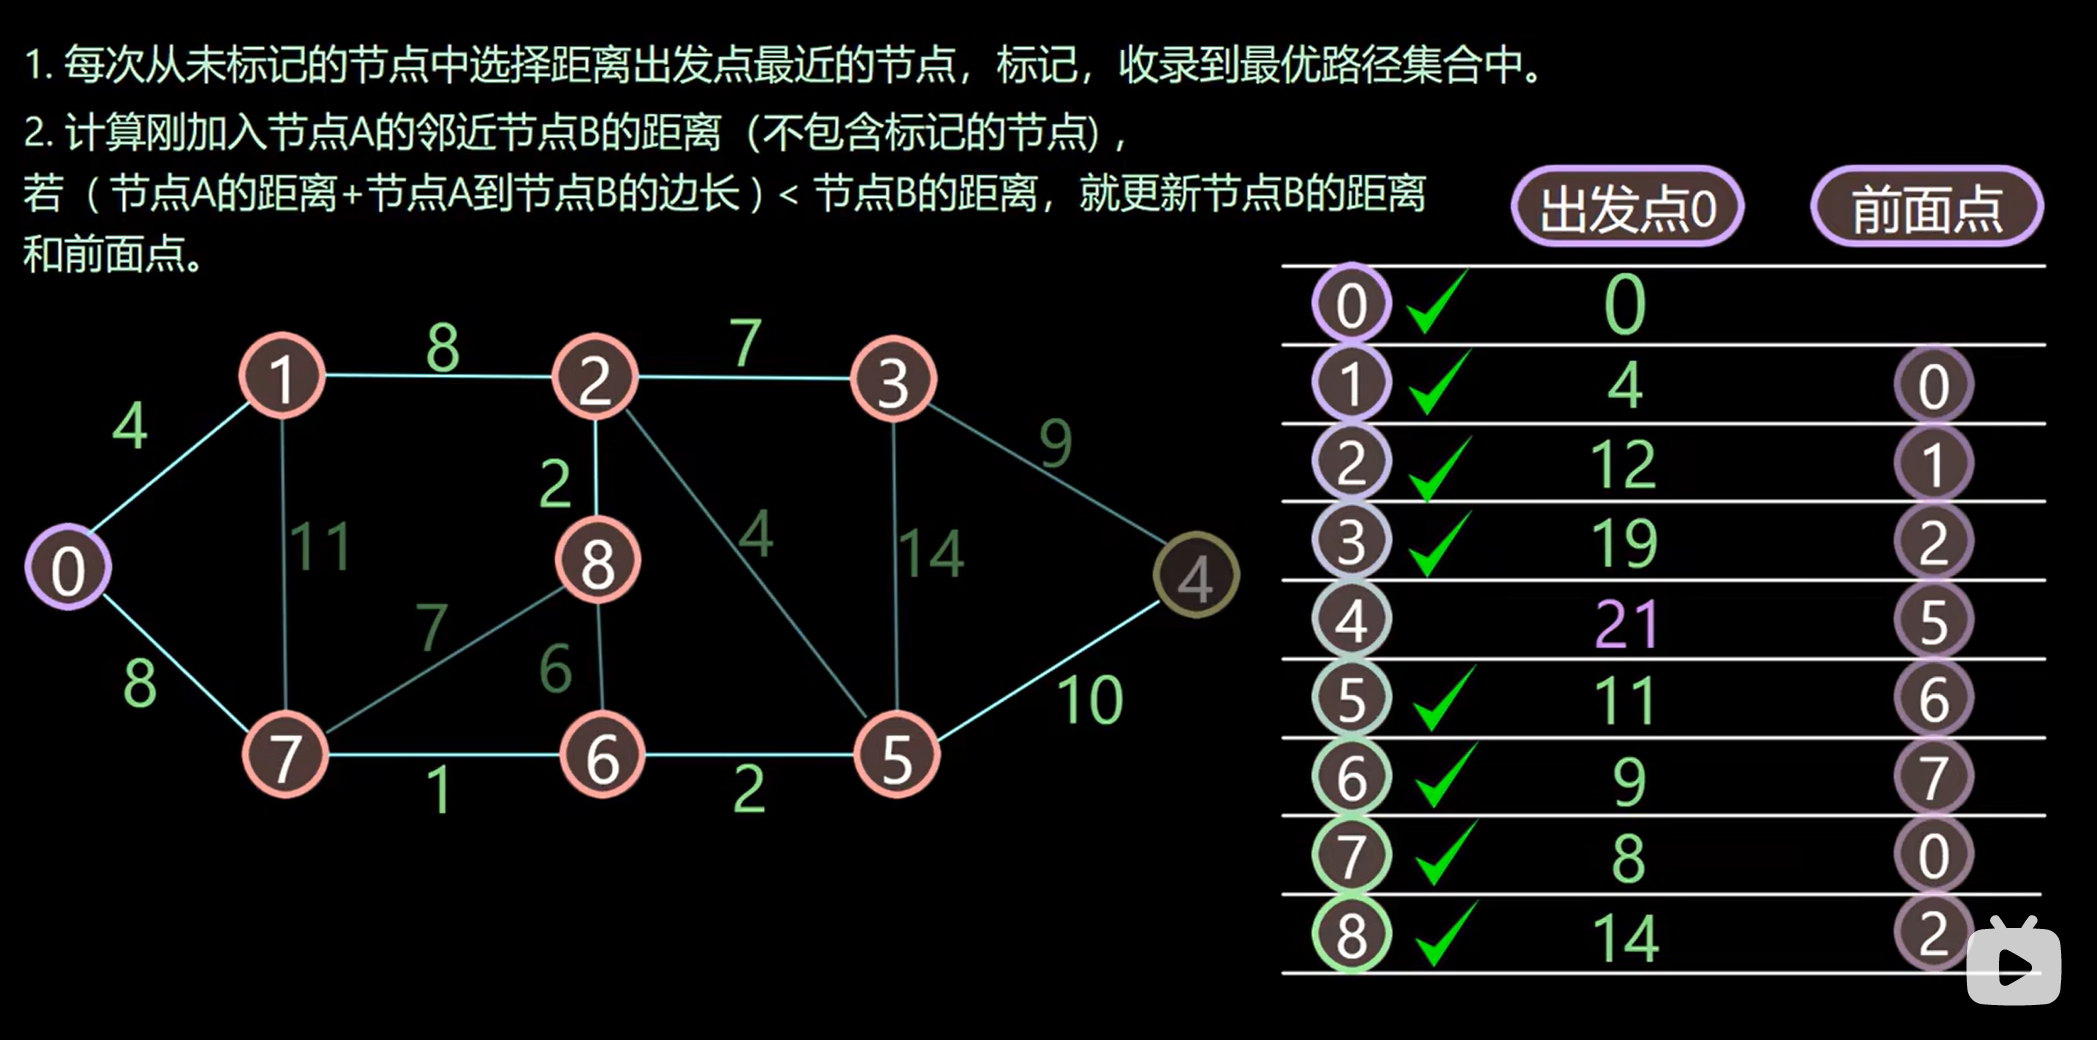 1. 每次从未标记的节点中选择距离出发点最近的节点，标记，收录到最优路径集合中。
2. 计算刚加入节点A的邻近节点B的距离（不包含标记的节点），
若（节点A的距离+节点A到节点B的边长）< 节点B的距离，就更新节点B的距离
和前面点。
出发点0 前面点
0 0
1 4 0
2 12 1
3 19 2
4 21 5
5 11 6
6 9 7
7 8 0
8 14 2
1 8 2 7 3
4 9
2
11 4 14
0 8 4
7 6
8 10
7 6 5
1 2